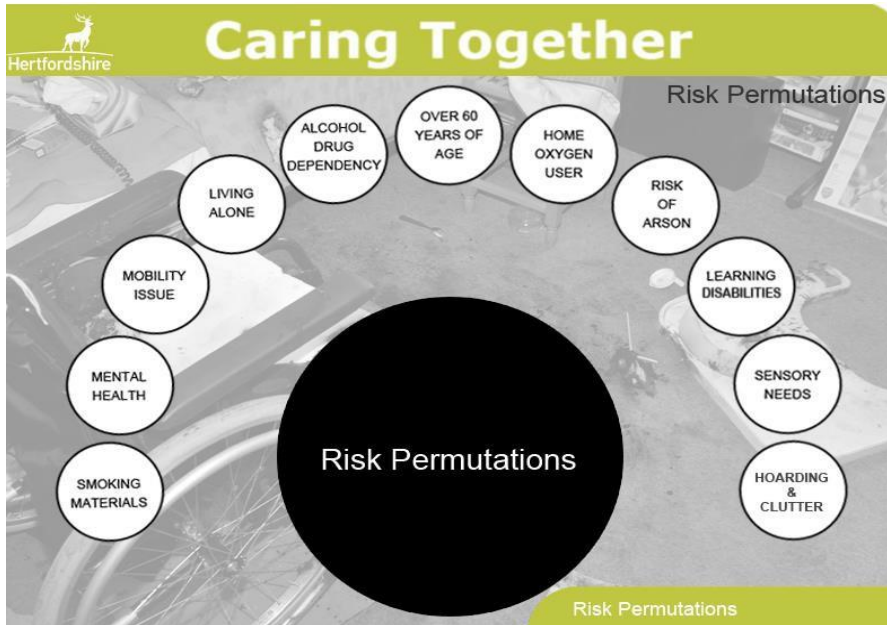 Hertfordshire
Caring Together
Risk Permutations
OVER 60
YEARS OF
AGE
ALCOHOL
DRUG
DEPENDENCY
HOME
OXYGEN
USER
LIVING
ALONE
RISK
OF
ARSON
MOBILITY
ISSUE
LEARNING
DISABILITIES
MENTAL
HEALTH
SENSORY
NEEDS
SMOKING
MATERIALS
HOARDING
&
CLUTTER
Risk Permutations
Risk Permutations